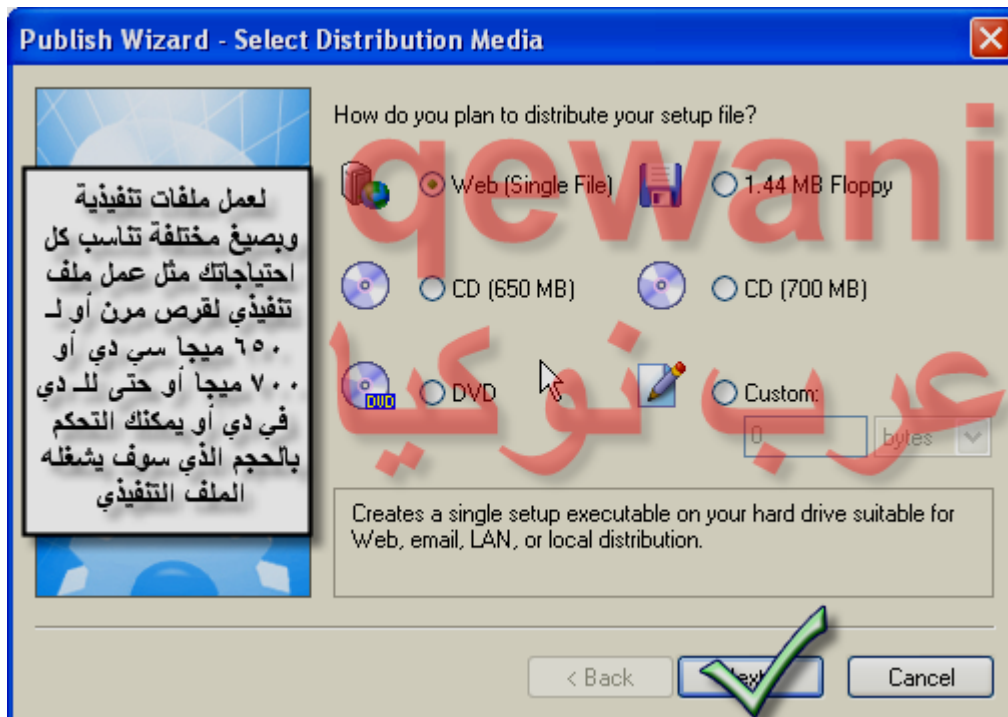 Publish Wizard - Select Distribution Media
How do you plan to distribute your setup file?
qewani
Web (Single File)
1.44 MB Floppy
CD (650 MB)
CD (700 MB)
عرب نوكيا
DVD
DVD
Custom:
0
bytes
لعمل ملفات تنفيذية
وبصيغ مختلفة تناسب كل
احتياجاتك مثل عمل ملف
تنفيذي لقرص مرن أو لـ
٦٥٠ ميجا سي دي أو
٧٠٠ ميجا أو حتى للـ دي
في دي أو يمكنك التحكم
بالحجم الذي سوف يشغله
الملف التنفيذي
Creates a single setup executable on your hard drive suitable for
Web, email, LAN, or local distribution.
< Back
Cancel